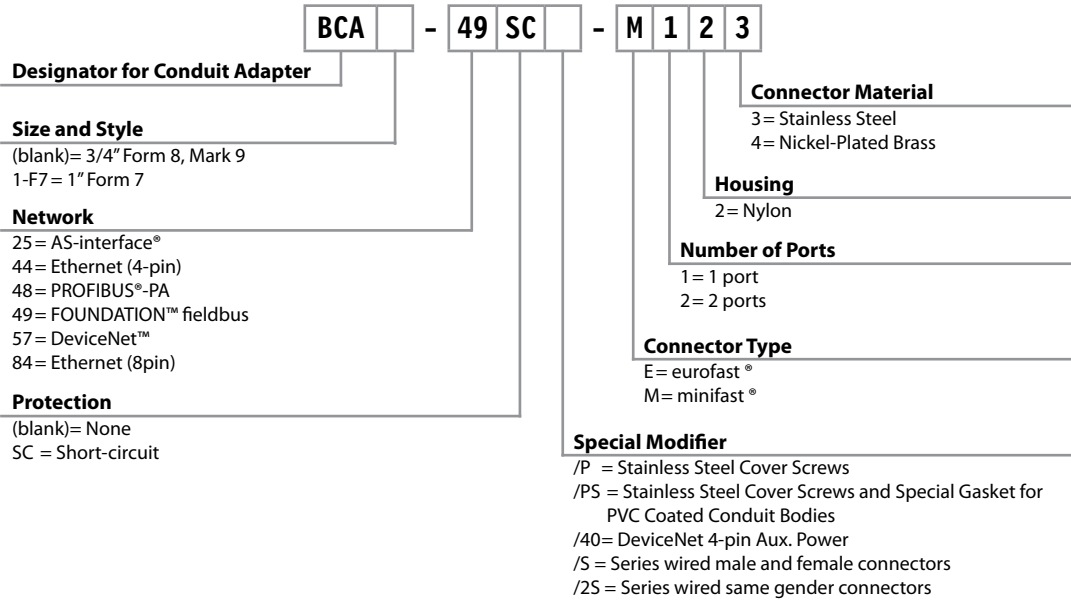 BCA - 49 SC - M 1 2 3
Designator for Conduit Adapter
Size and Style
(blank)= 3/4" Form 8, Mark 9
1-F7= 1" Form 7
Network
25= AS-interface®
44= Ethernet (4-pin)
48= PROFIBUS®-PA
49= FOUNDATION™ fieldbus
57= DeviceNet™
84= Ethernet (8pin)
Protection
(blank)= None
SC = Short-circuit
Connector Material
3= Stainless Steel
4= Nickel-Plated Brass
Housing
2= Nylon
Number of Ports
1= 1 port
2= 2 ports
Connector Type
E= eurofast ®
M= minifast ®
Special Modifier
/P = Stainless Steel Cover Screws
/PS = Stainless Steel Cover Screws and Special Gasket for
PVC Coated Conduit Bodies
/40= DeviceNet 4-pin Aux. Power
/S = Series wired male and female connectors
/2S = Series wired same gender connectors